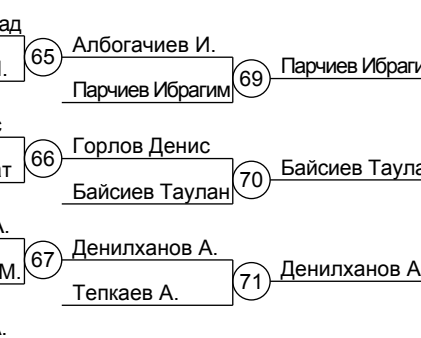 65
Албогачиев И.
69
Парчиев Ибрагим
66
Горлов Денис
70
Байсиев Таулан
67
М.
Денилханов А.
71
Денилханов А
Тепкаев А.